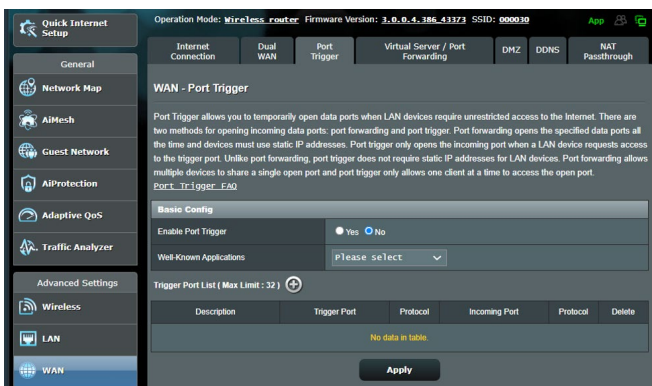 Quick Internet
Setup
General
Network Map
AiMesh
Guest Network
AiProtection
Adaptive QoS
Traffic Analyzer
Advanced Settings
Wireless
LAN
WAN
Operation Mode: Wireless router Firmware Version: 3.0.0.4.386_43373 SSID: 000030
App
Internet
Connection
Dual
WAN
Port
Trigger
Virtual Server / Port
Forwarding
DMZ
DDNS
NAT
Passthrough
WAN - Port Trigger
Port Trigger allows you to temporarily open data ports when LAN devices require unrestricted access to the Internet. There are
two methods for opening incoming data ports: port forwarding and port trigger. Port forwarding opens the specified data ports all
the time and devices must use static IP addresses. Port trigger only opens the incoming port when a LAN device requests access
to the trigger port. Unlike port forwarding, port trigger does not require static IP addresses for LAN devices. Port forwarding allows
multiple devices to share a single open port and port trigger only allows one client at a time to access the open port.
Port Trigger FAQ
Basic Config
Enable Port Trigger Yes No
Well-Known Applications Please select
Trigger Port List ( Max Limit : 32 )
Description Trigger Port Protocol Incoming Port Protocol Delete
No data in table.
Apply